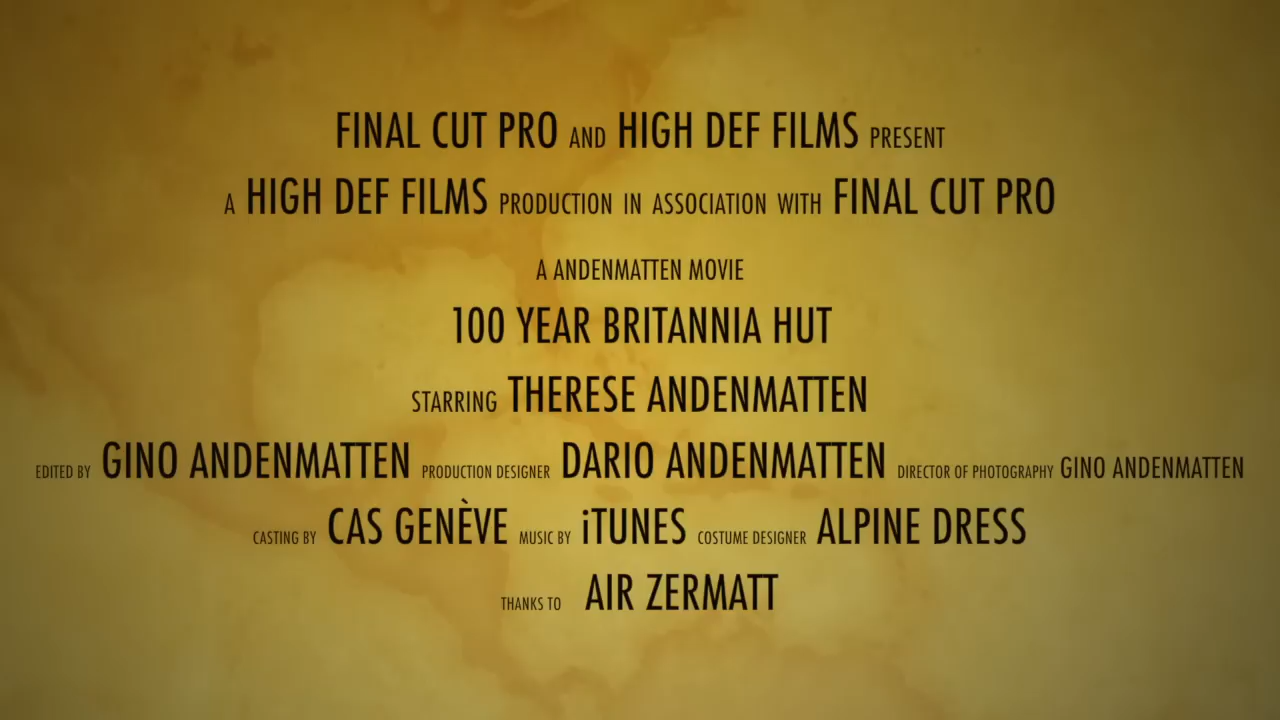 FINAL CUT PRO AND HIGH DEF FILMS PRESENT
A HIGH DEF FILMS PRODUCTION IN ASSOCIATION WITH FINAL CUT PRO
A ANDENMATTEN MOVIE
100 YEAR BRITANNIA HUT
STARRING THERESE ANDENMATTEN
EDITED BY GINO ANDENMATTEN PRODUCTION DESIGNER DARIO ANDENMATTEN DIRECTOR OF PHOTOGRAPHY GINO ANDENMATTEN
CASTING BY CAS GENÈVE MUSIC BY iTUNES COSTUME DESIGNER ALPINE DRESS
THANKS TO AIR ZERMATT